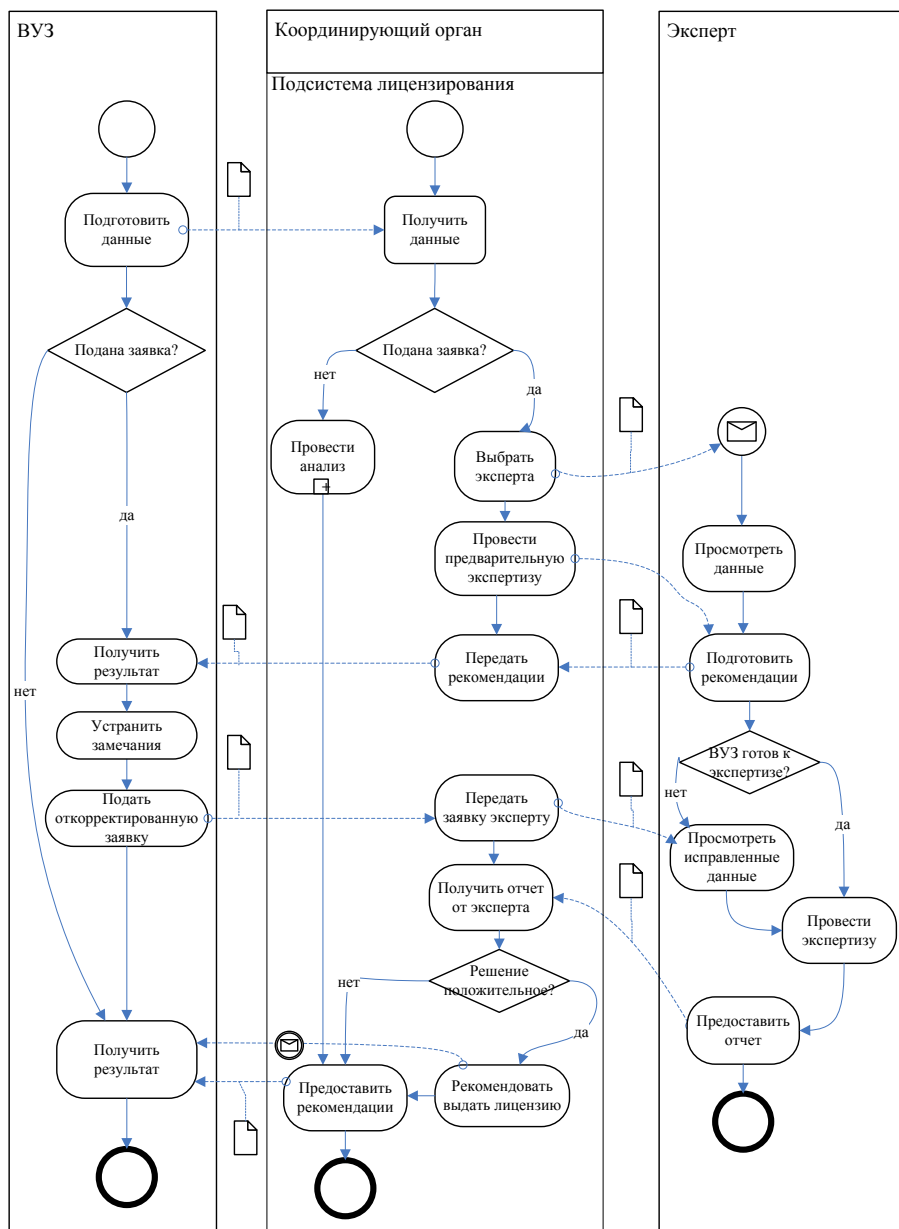 ВУЗ
Координирующий орган
Эксперт
Подсистема лицензирования
Подготовить
данные
Получить
данные
Подана заявка?
Подана заявка?
нет
да
Провести
анализ
+
Выбрать
эксперта
да
Провести
предварительную
экспертизу
Просмотреть
данные
Получить
результат
Передать
рекомендации
Подготовить
рекомендации
нет
Устранить
замечания
ВУЗ готов к
экспертизе?
нет
да
Подать
откорректированную
заявку
Передать
заявку эксперту
Просмотреть
исправленные
данные
Получить отчет
от эксперта
Провести
экспертизу
Решение
положительное?
нет
да
Предоставить
отчет
Получить
результат
Предоставить
рекомендации
Рекомендовать
выдать лицензию